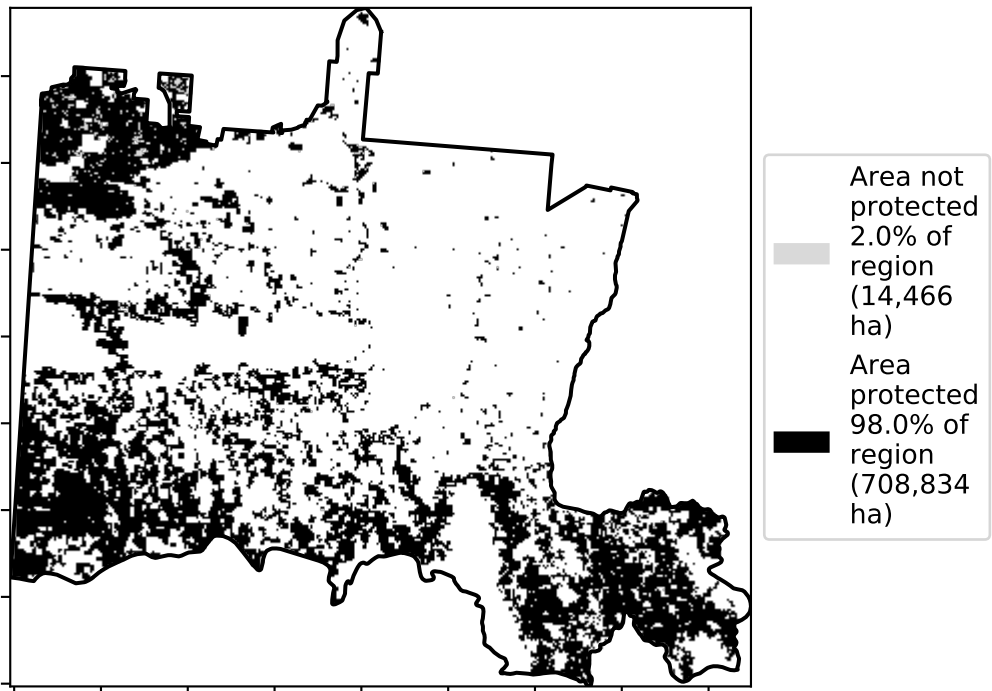 Area not
protected
2.0% of
region
(14,466
ha)
Area
protected
98.0% of
region
(708,834
ha)